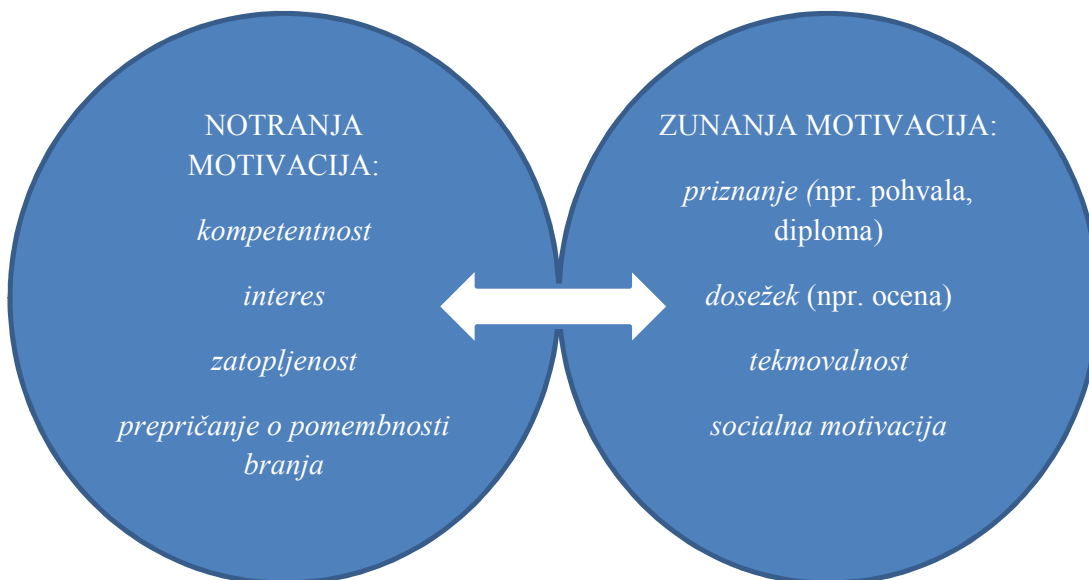 NOTRANJA
MOTIVACIJA:
kompetentnost
interes
zatopljenost
prepričanje o pomembnosti
branja
ZUNANJA MOTIVACIJA:
priznanje (npr. pohvala,
diploma)
dosežek (npr. ocena)
tekmovalnost
socialna motivacija